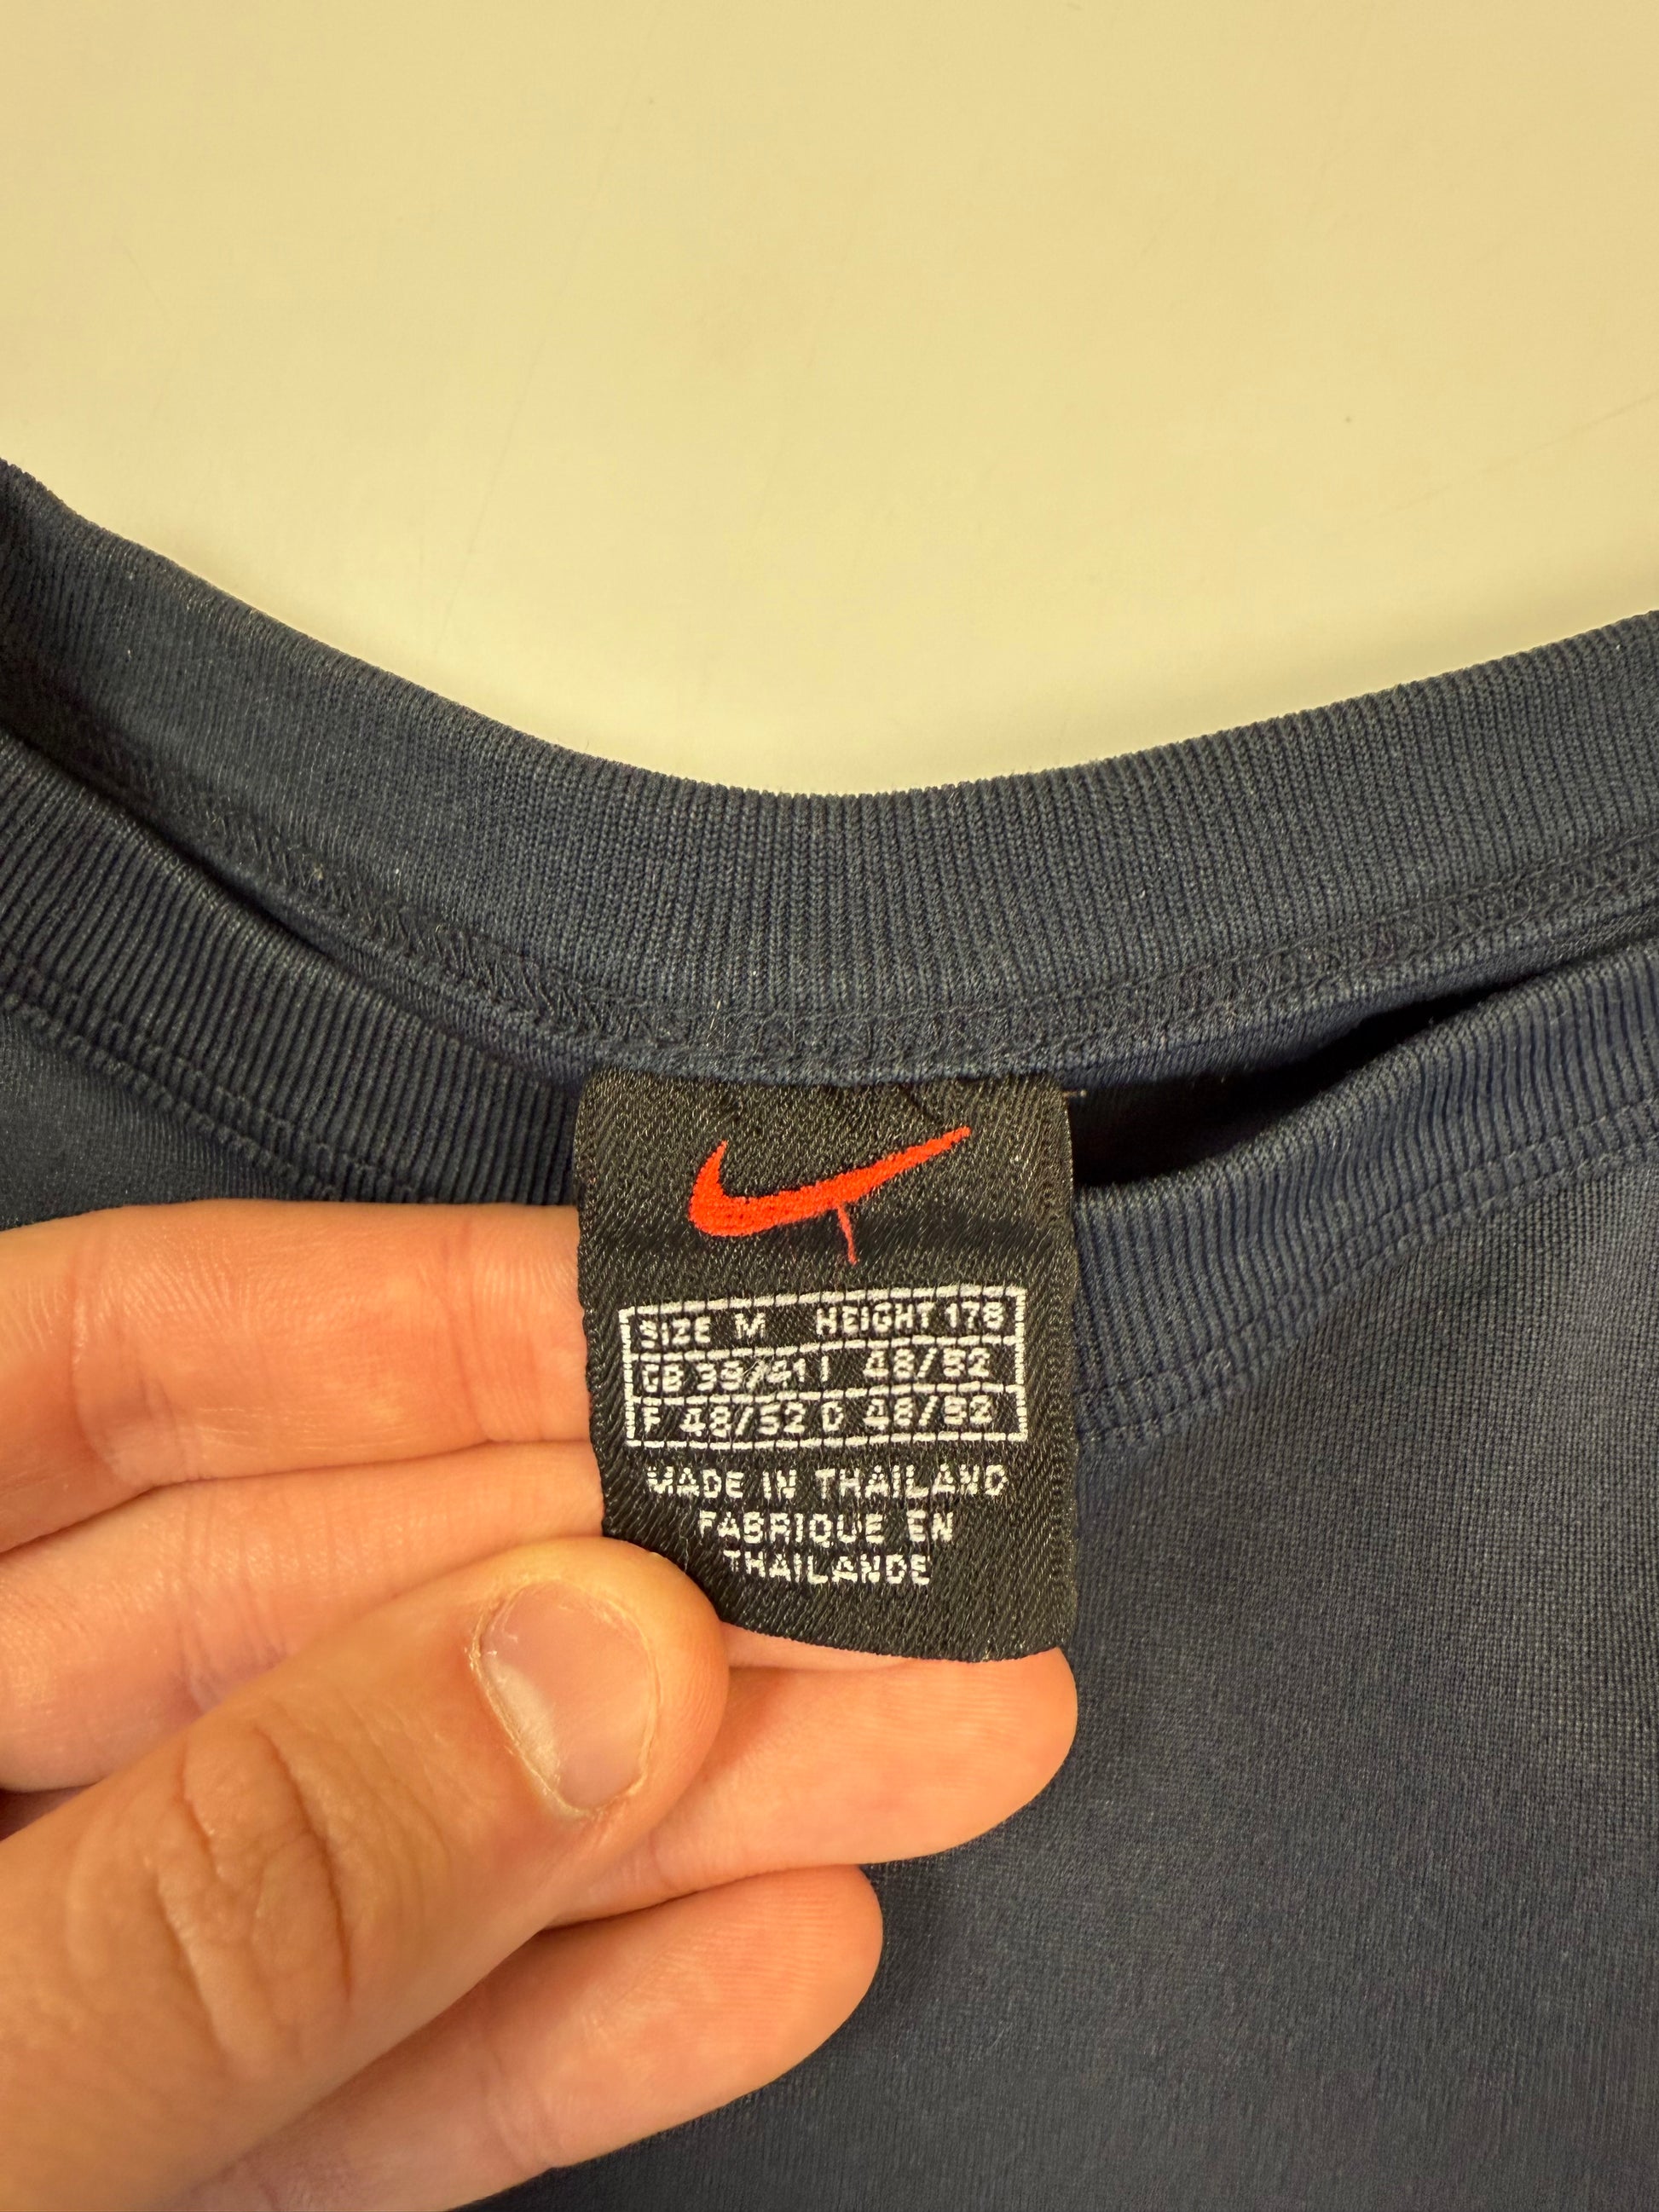 SIZE M HEIGHT 178
GB 39/41 I 48/52
F 48/52 D 48/52
MADE IN THAILAND
FABRIQUE EN
THAILANDE